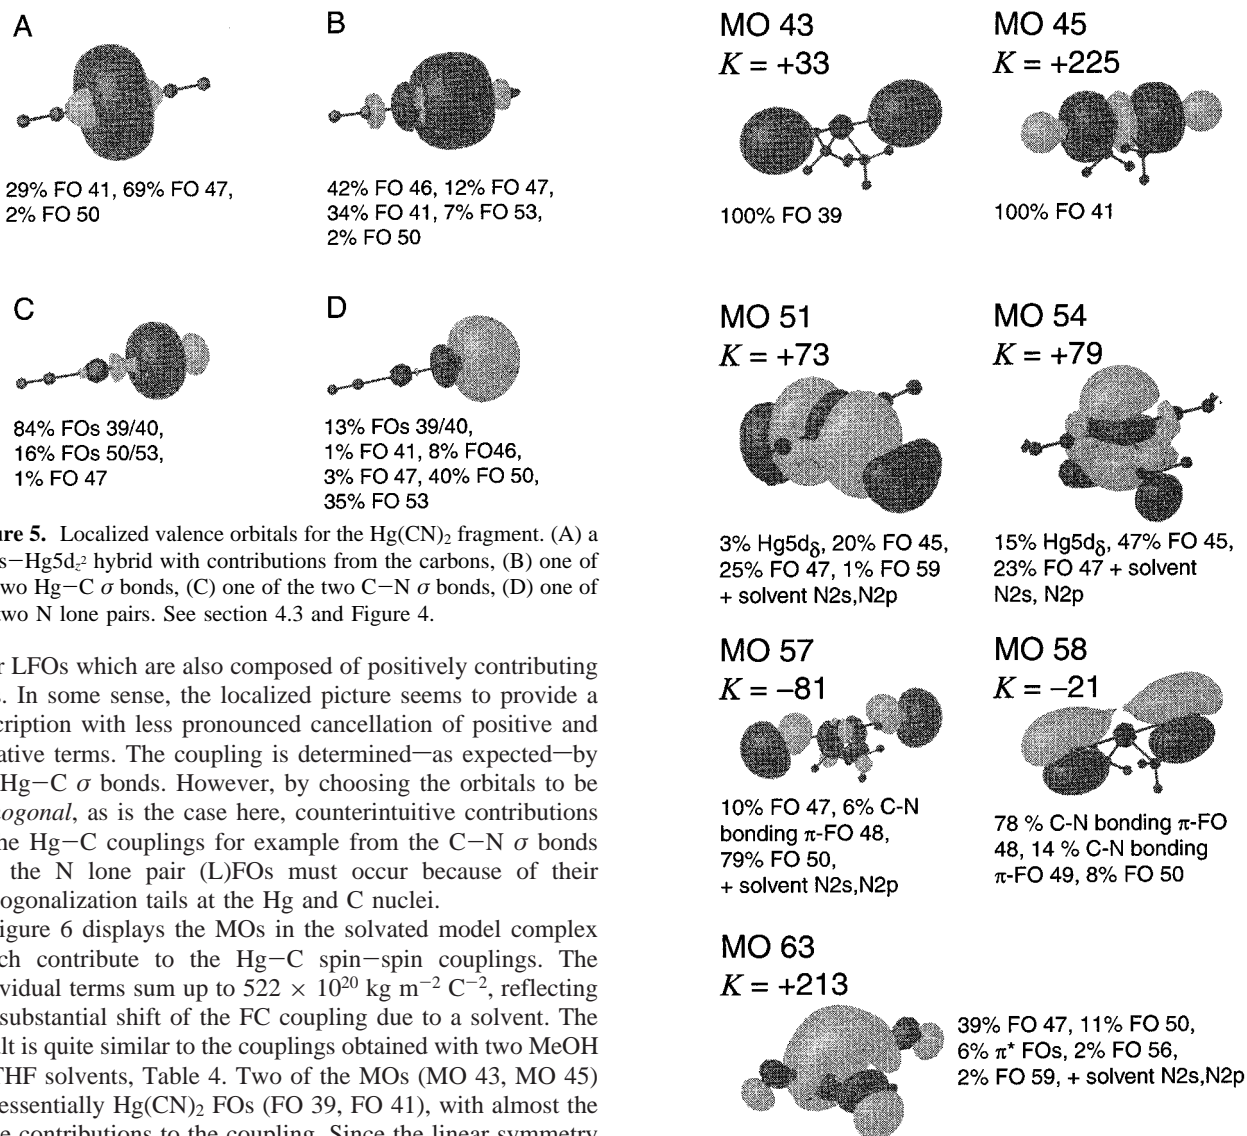 A
29% FO 41, 69% FO 47,
2% FO 50
B
42% FO 46, 12% FO 47,
34% FO 41, 7% FO 53,
2% FO 50
C
84% FOs 39/40,
16% FOs 50/53,
1% FO 47
D
13% FOs 39/40,
1% FO 41, 8% FO46,
3% FO 47, 40% FO 50,
35% FO 53
ure 5. Localized valence orbitals for the Hg(CN)2 fragment. (A) a
s−Hg5dz2 hybrid with contributions from the carbons, (B) one of
two Hg−C σ bonds, (C) one of the two C−N σ bonds, (D) one of
two N lone pairs. See section 4.3 and Figure 4.
r LFOs which are also composed of positively contributing
s. In some sense, the localized picture seems to provide a
cription with less pronounced cancellation of positive and
ative terms. The coupling is determined—as expected—by
Hg−C σ bonds. However, by choosing the orbitals to be
ogonal, as is the case here, counterintuitive contributions
he Hg−C couplings for example from the C−N σ bonds
the N lone pair (L)FOs must occur because of their
ogonalization tails at the Hg and C nuclei.
igure 6 displays the MOs in the solvated model complex
ch contribute to the Hg−C spin−spin couplings. The
vidual terms sum up to 522 × 10^20 kg m^−2 C^−2, reflecting
substantial shift of the FC coupling due to a solvent. The
lt is quite similar to the couplings obtained with two MeOH
THF solvents, Table 4. Two of the MOs (MO 43, MO 45)
essentially Hg(CN)2 FOs (FO 39, FO 41), with almost the
e contributions to the coupling. Since the linear symmetry
MO 43
K = +33
100% FO 39
MO 45
K = +225
100% FO 41
MO 51
K = +73
3% Hg5dδ, 20% FO 45,
25% FO 47, 1% FO 59
+ solvent N2s,N2p
MO 54
K = +79
15% Hg5dδ, 47% FO 45,
23% FO 47 + solvent
N2s, N2p
MO 57
K = −81
10% FO 47, 6% C-N
bonding π-FO 48,
79% FO 50,
+ solvent N2s,N2p
MO 58
K = −21
78 % C-N bonding π-FO
48, 14 % C-N bonding
π-FO 49, 8% FO 50
MO 63
K = +213
39% FO 47, 11% FO 50,
6% π* FOs, 2% FO 56,
2% FO 59, + solvent N2s,N2p